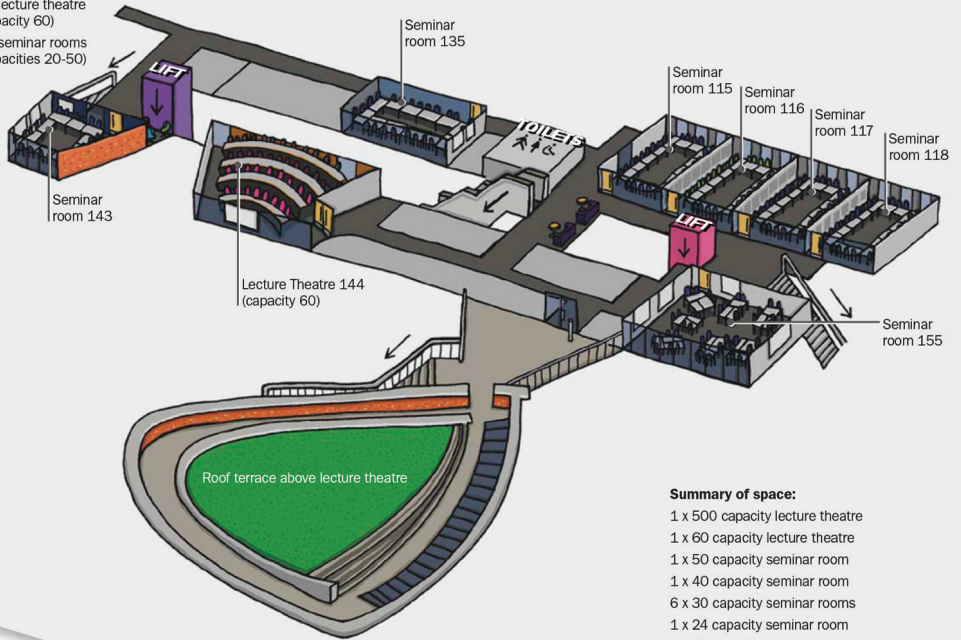 ecture theatre
pacity 60)
seminar rooms
pacities 20-50)
LIFT
Seminar
room 135
Seminar
room 115
Seminar
room 116
Seminar
room 117
Seminar
room 118
TOILETS
LIFT
Seminar
room 143
Lecture Theatre 144
(capacity 60)
Seminar
room 155
Roof terrace above lecture theatre
Summary of space:
1 x 500 capacity lecture theatre
1 x 60 capacity lecture theatre
1 x 50 capacity seminar room
1 x 40 capacity seminar room
6 x 30 capacity seminar rooms
1 x 24 capacity seminar room